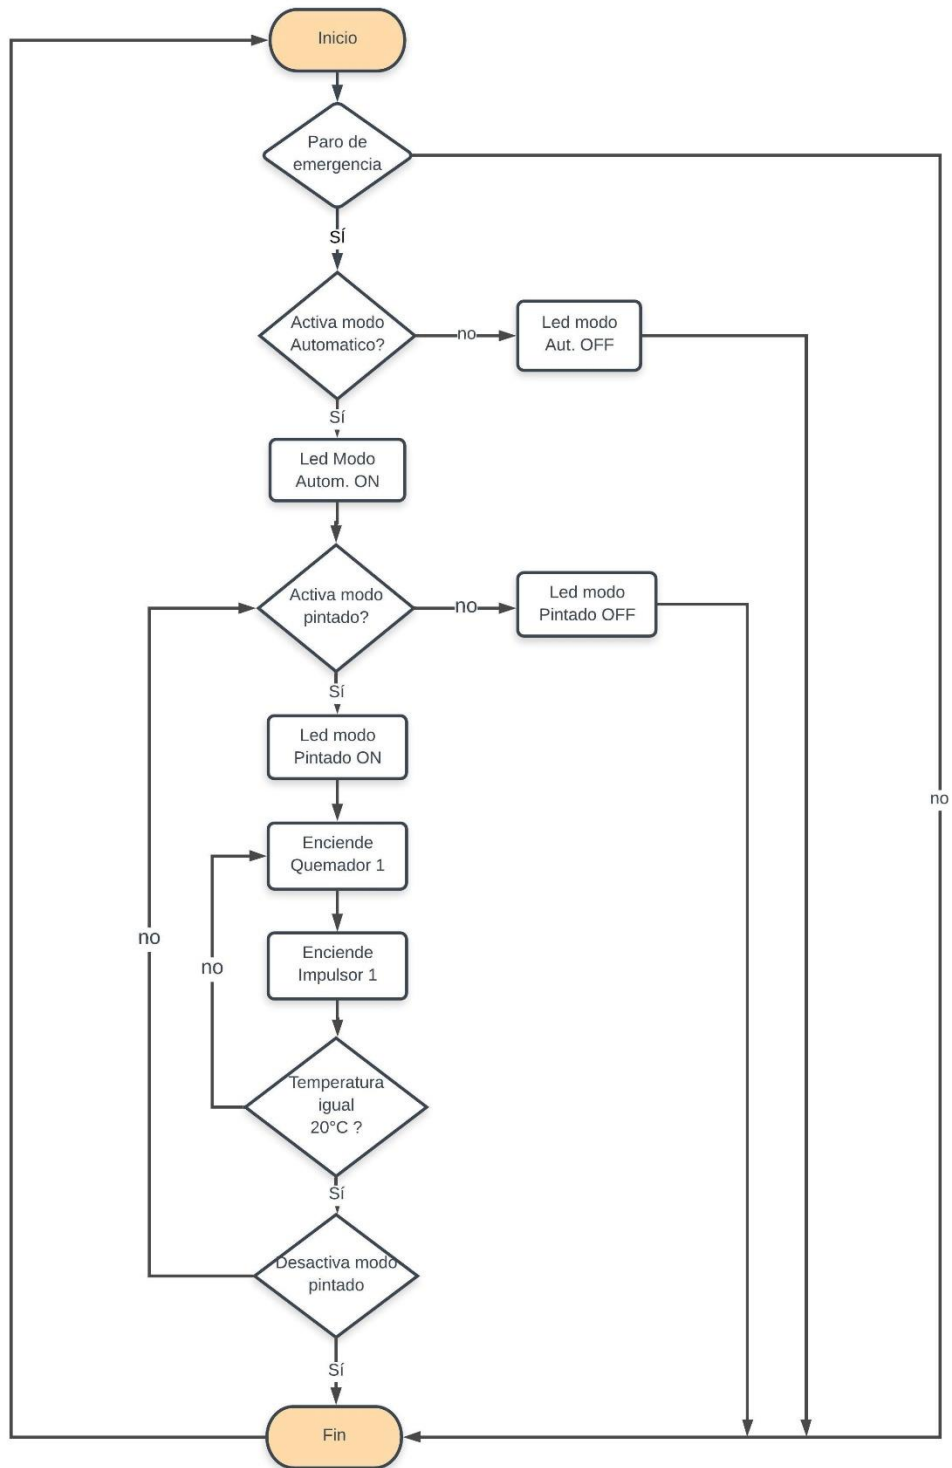 Inicio
Paro de
emergencia
SÍ
Activa modo
Automatico?
no
Led modo
Aut. OFF
Sí
Led Modo
Autom. ON
Activa modo
pintado?
no
Led modo
Pintado OFF
Sí
Led modo
Pintado ON
no
Enciende
Quemador 1
no
no
Enciende
Impulsor 1
Temperatura
igual
20°C ?
Sí
Desactiva modo
pintado
Sí
Fin